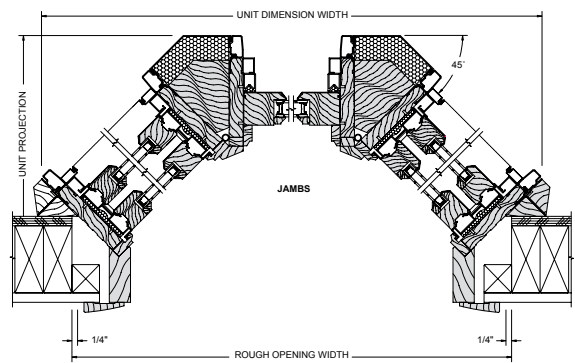 UNIT DIMENSION WIDTH
UNIT PROJECTION
45°
JAMBS
1/4"
1/4"
ROUGH OPENING WIDTH